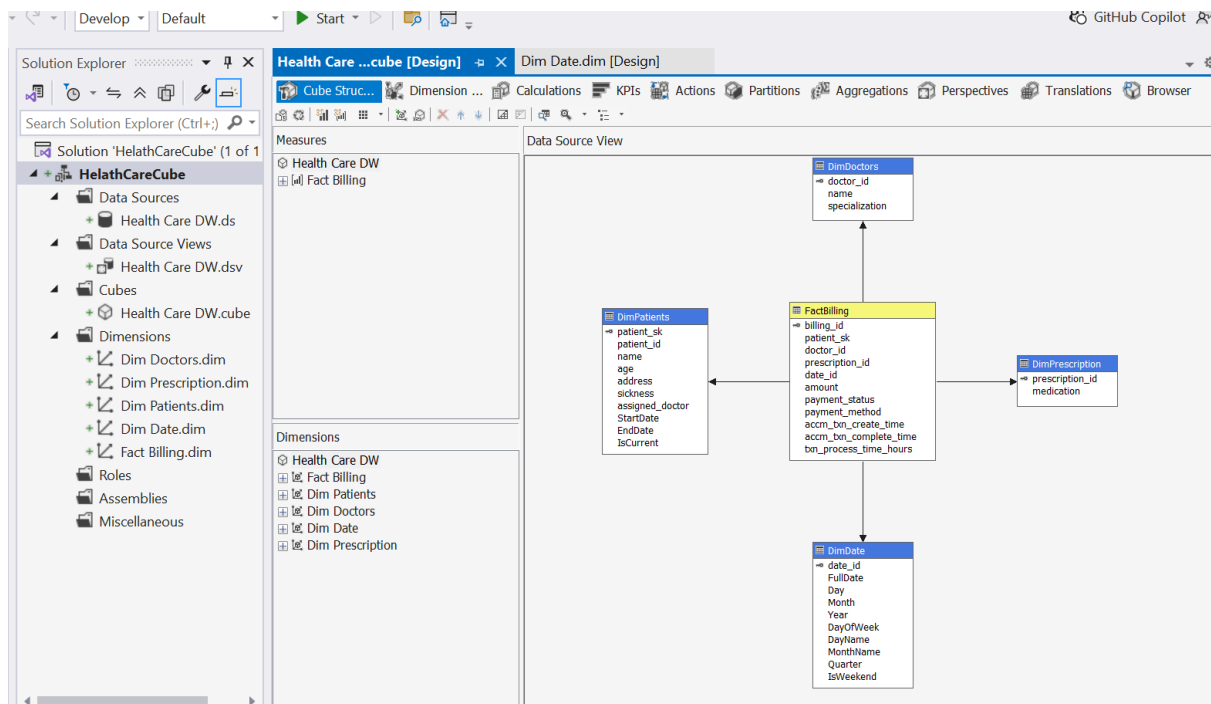 Develop Default Start GitHub Copilot
Solution Explorer
Search Solution Explorer (Ctrl+;)
Solution 'HelathCareCube' (1 of 1
HelathCareCube
Data Sources
Health Care DW.ds
Data Source Views
Health Care DW.dsv
Cubes
Health Care DW.cube
Dimensions
Dim Doctors.dim
Dim Prescription.dim
Dim Patients.dim
Dim Date.dim
Fact Billing.dim
Roles
Assemblies
Miscellaneous
Health Care ...cube [Design] Dim Date.dim [Design]
Cube Struc... Dimension ... Calculations KPIs Actions Partitions Aggregations Perspectives Translations Browser
Measures
Health Care DW
Fact Billing
Dimensions
Health Care DW
Fact Billing
Dim Patients
Dim Doctors
Dim Date
Dim Prescription
Data Source View
DimDoctors
doctor_id
name
specialization
DimPatients
patient_sk
patient_id
name
age
address
sickness
assigned_doctor
StartDate
EndDate
IsCurrent
FactBilling
billing_id
patient_sk
doctor_id
prescription_id
date_id
amount
payment_status
payment_method
accm_txn_create_time
accm_txn_complete_time
txn_process_time_hours
DimPrescription
prescription_id
medication
DimDate
date_id
FullDate
Day
Month
Year
DayOfWeek
DayName
MonthName
Quarter
IsWeekend